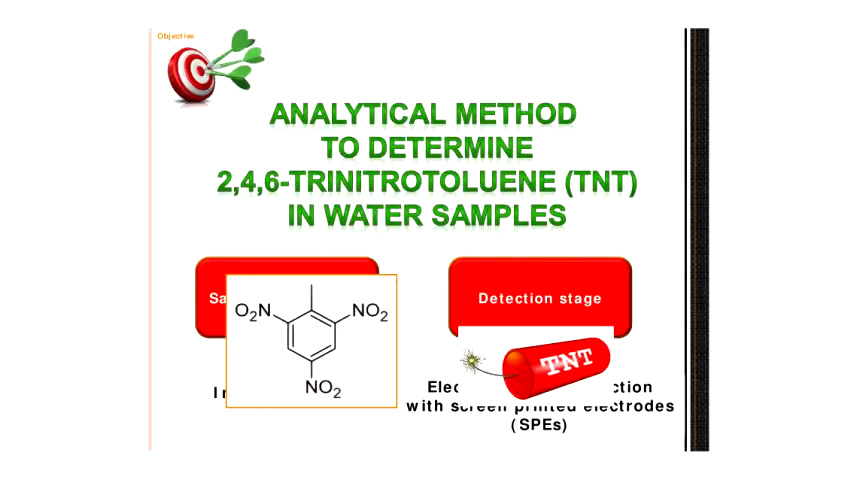 Objective
ANALYTICAL METHOD
TO DETERMINE
2,4,6-TRINITROTOLUENE (TNT)
IN WATER SAMPLES
Detection stage
O2N
NO2
NO2
TNT
with screen printed electrodes
(SPEs)